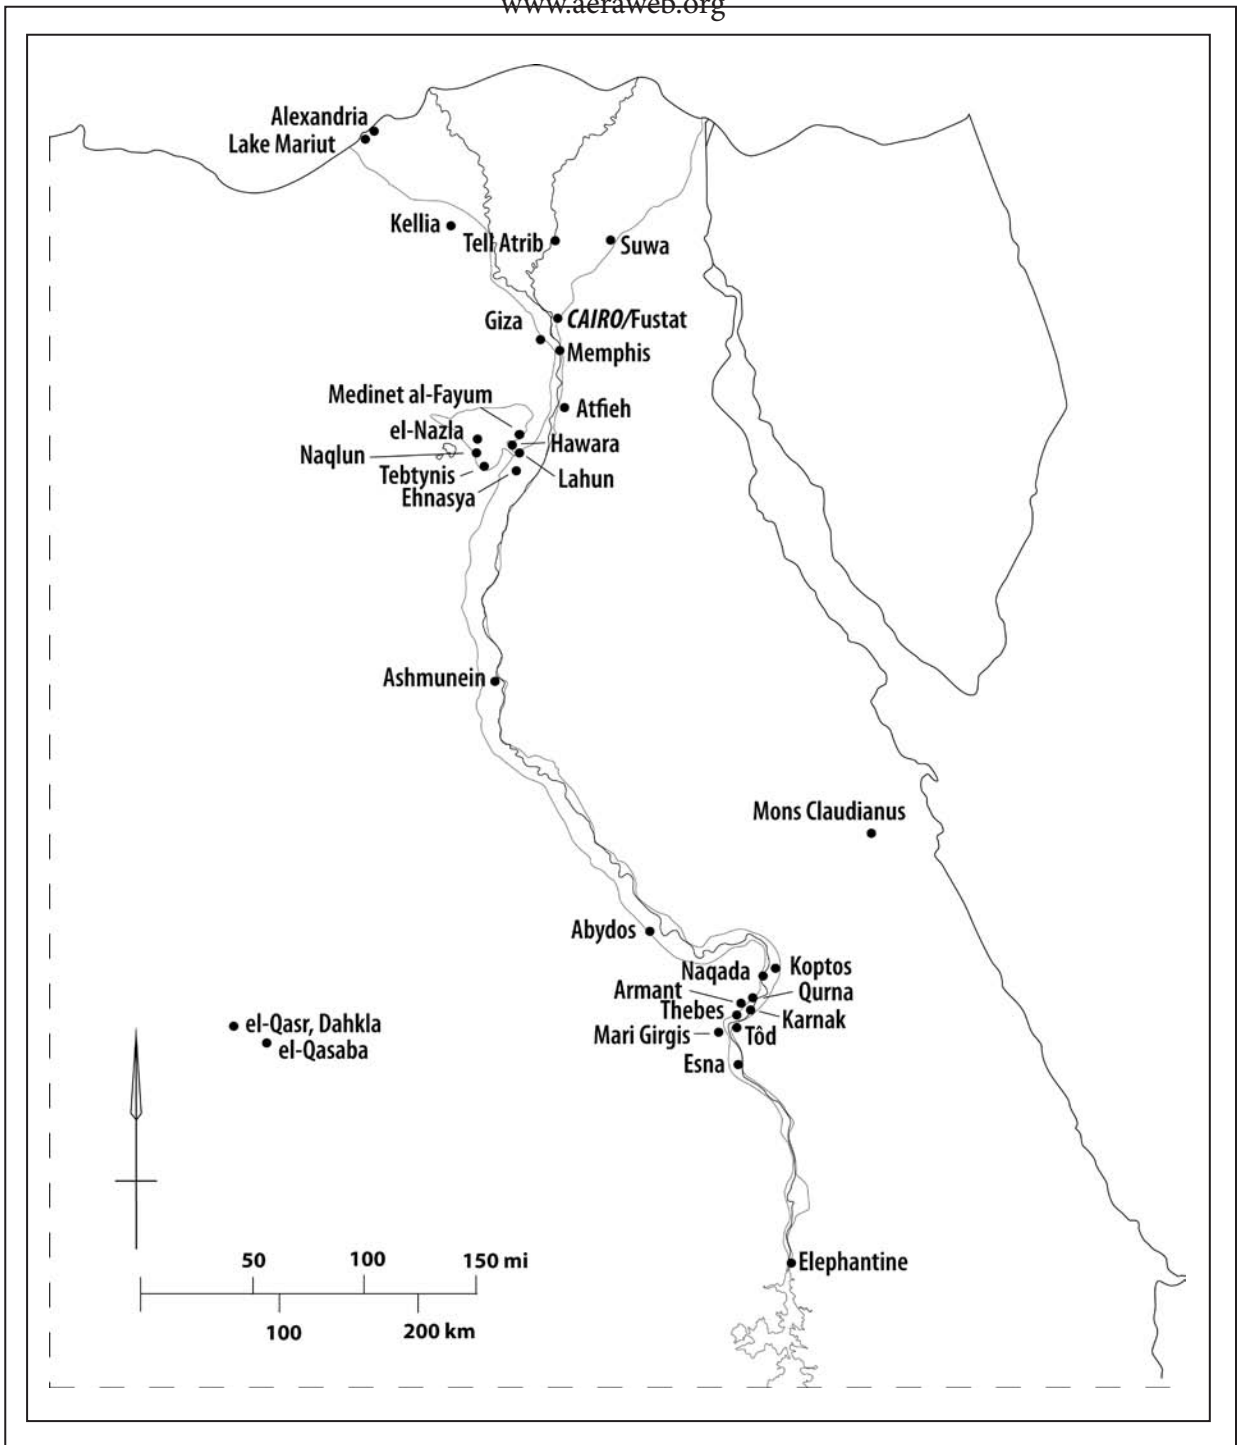 www.aeraweb.org
Alexandria
Lake Mariut
Kellia
Tell Atrib
Suwa
CAIRO/Fustat
Giza
Memphis
Medinet al-Fayum
Atfieh
el-Nazla
Hawara
Naqlun
Tebtynis
Lahun
Ehnasya
Ashmunein
Mons Claudianus
Abydos
Naqada
Koptos
Armant
Qurna
Thebes
Karnak
Mari Girgis
Tôd
Esna
el-Qasr, Dahkla
el-Qasaba
Elephantine
50 100 150 mi
100 200 km